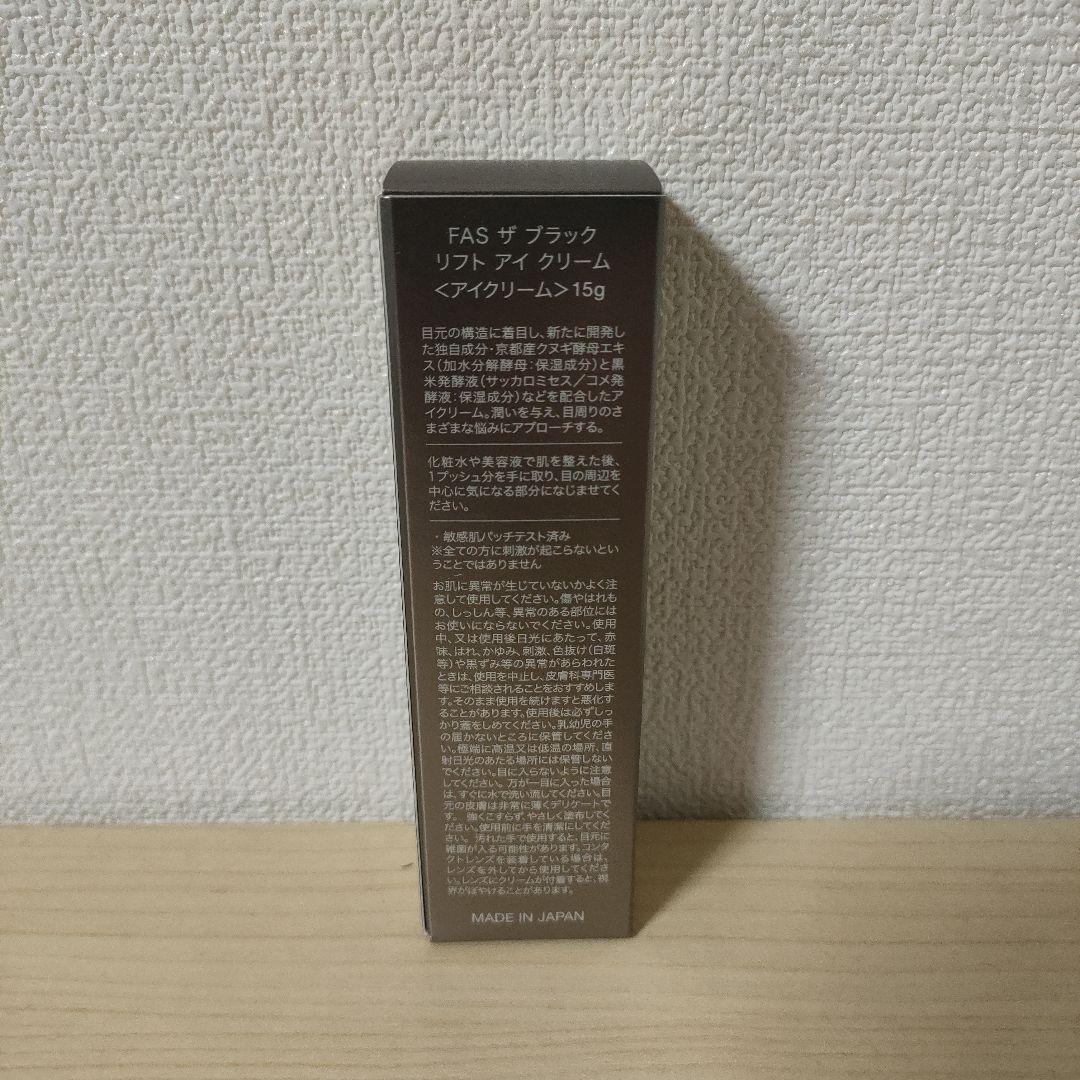 FAS ザ ブラック
リフト アイ クリーム
＜アイクリーム＞15g
目元の構造に着目し、新たに開発し
た独自成分・京都産クヌギ酵母エキ
ス（加水分解酵母：保湿成分）と黒
米発酵液（サッカロミセス／コメ発
酵液：保湿成分）などを配合したア
イクリーム。潤いを与え、目周りのさ
まざまな悩みにアプローチする。
化粧水や美容液で肌を整えた後、
1プッシュ分を手に取り、目の周辺を
中心に気になる部分になじませてく
ださい。
・敏感肌パッチテスト済み
※全ての方に刺激が起こらないとい
うことではありません
お肌に異常が生じていないかよく注
意して使用してください。傷やはれも
の、しっしん等、異常のある部位には
お使いにならないでください。使用
中、又は使用後日光にあたって、赤
味、はれ、かゆみ、刺激、色抜け（白斑
等）や黒ずみ等の異常があらわれた
ときは、使用を中止し、皮膚科専門医
等にご相談されることをおすすめしま
す。そのまま使用を続けますと悪化す
ることがあります。使用後は必ずしっ
かり蓋をしめてください。乳幼児の手
の届かないところに保管してくださ
い。極端に高温又は低温の場所、直
射日光のあたる場所には保管しない
でください。目に入らないように注意
してください。万が一目に入った場合
は、すぐに水で洗い流してください。目
元の皮膚は非常に薄くデリケートで
す。 強くこすらず、やさしく塗布してく
ださい。使用前に手を清潔にしてくだ
さい。 汚れた手で使用すると、目元に
雑菌が入る可能性があります。コンタ
クトレンズを装着している場合は、
レンズを外してから使用してくださ
い。レンズにクリームが付着すると、視
界がぼやけることがあります。
MADE IN JAPAN